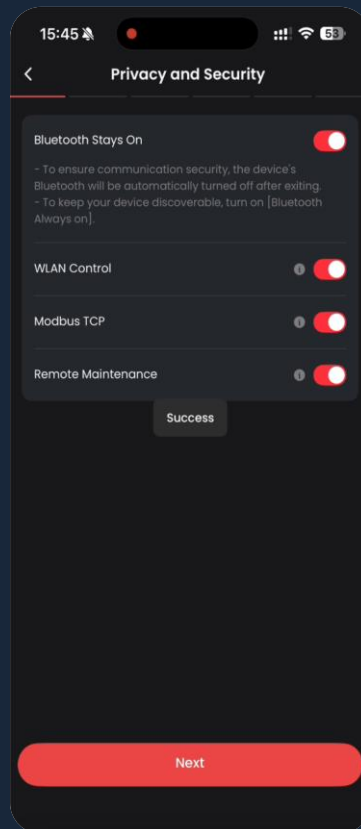 15:45
53
Privacy and Security
Bluetooth Stays On
- To ensure communication security, the device's
Bluetooth will be automatically turned off after exiting.
- To keep your device discoverable, turn on [Bluetooth
Always on].
WLAN Control
Modbus TCP
Remote Maintenance
Success
Next